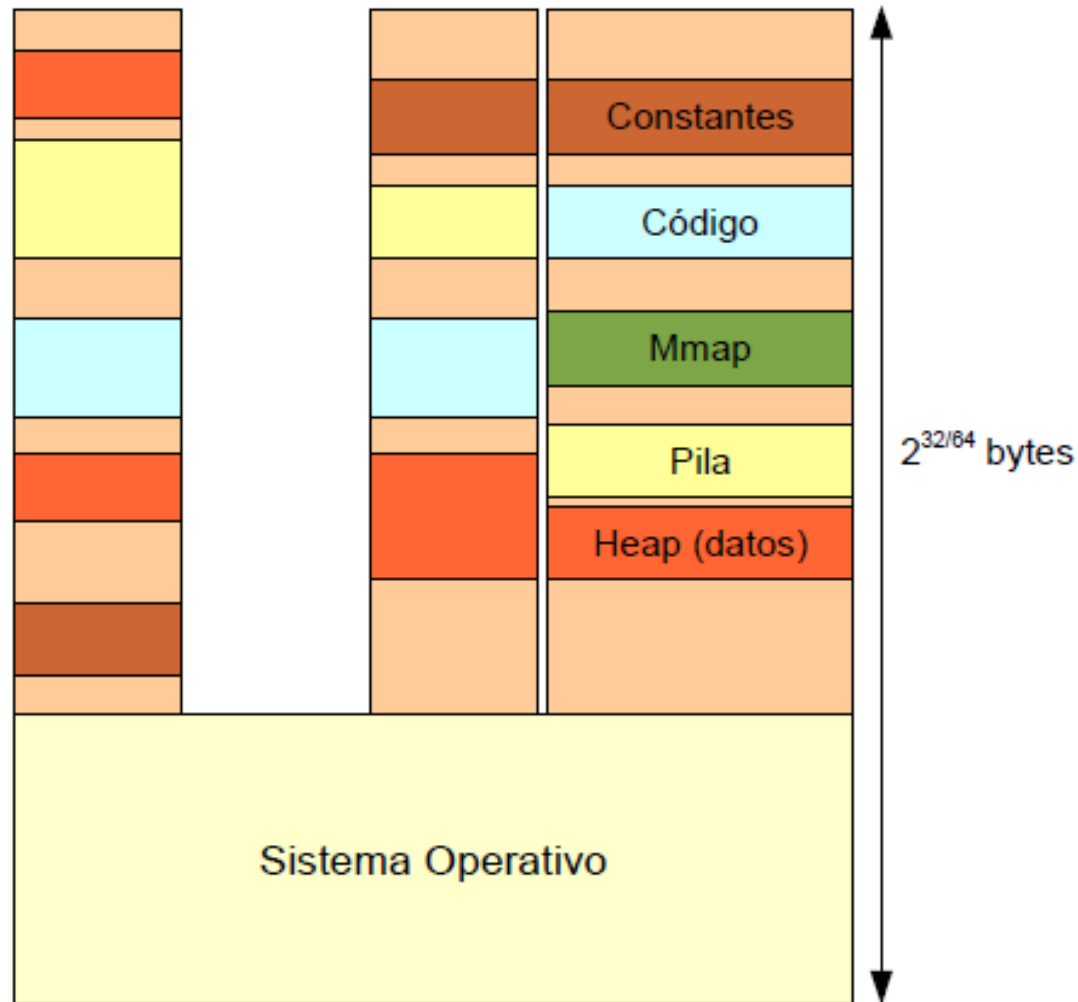 Constantes
Código
Mmap
Pila
2^32/64 bytes
Heap (datos)
Sistema Operativo